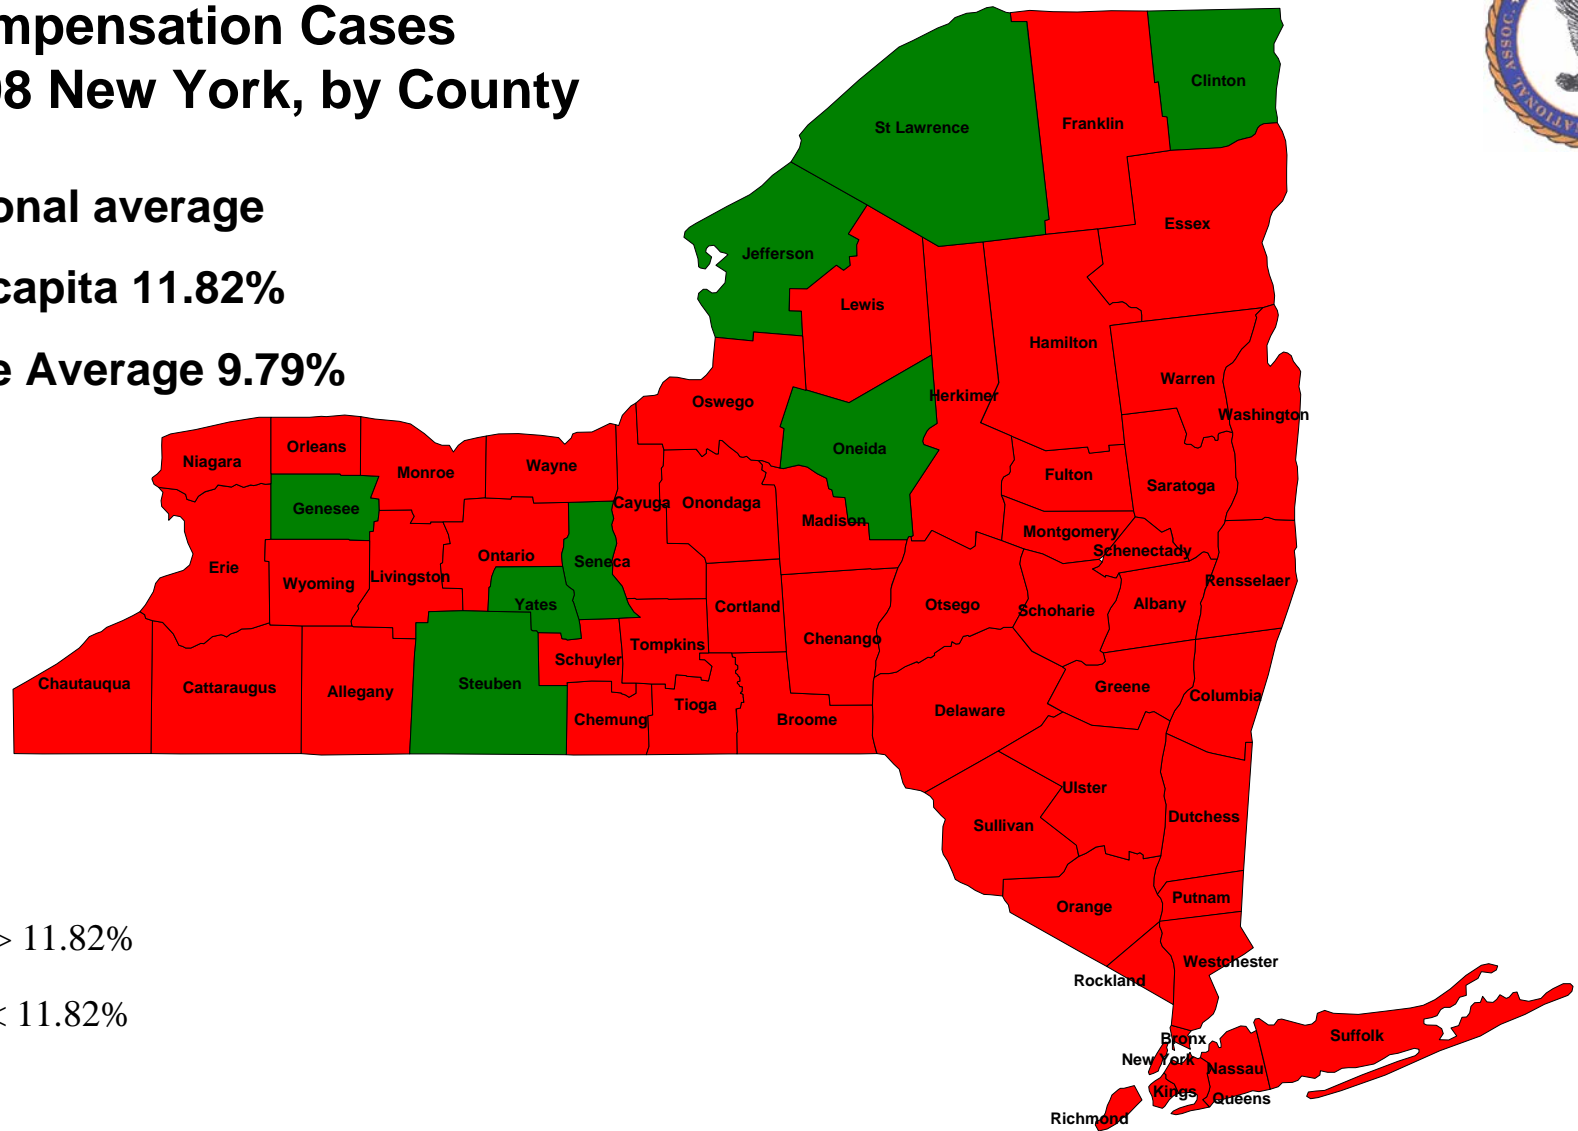 mpensation Cases
98 New York, by County
onal average
capita 11.82%
e Average 9.79%
> 11.82%
< 11.82%
ASSOC.
NATIONAL
Clinton
St Lawrence
Franklin
Essex
Jefferson
Lewis
Hamilton
Warren
Herkimer
Oswego
Washington
Oneida
Orleans
Niagara
Monroe
Wayne
Fulton
Saratoga
Cayuga
Onondaga
Genesee
Madison
Montgomery
Schenectady
Ontario
Seneca
Erie
Wyoming
Livingston
Rensselaer
Yates
Cortland
Otsego
Schoharie
Albany
Chenango
Tompkins
Schuyler
Chautauqua
Cattaraugus
Allegany
Steuben
Greene
Columbia
Tioga
Delaware
Chemung
Broome
Ulster
Dutchess
Sullivan
Putnam
Orange
Westchester
Rockland
Suffolk
Bronx
New York
Nassau
Kings
Queens
Richmond